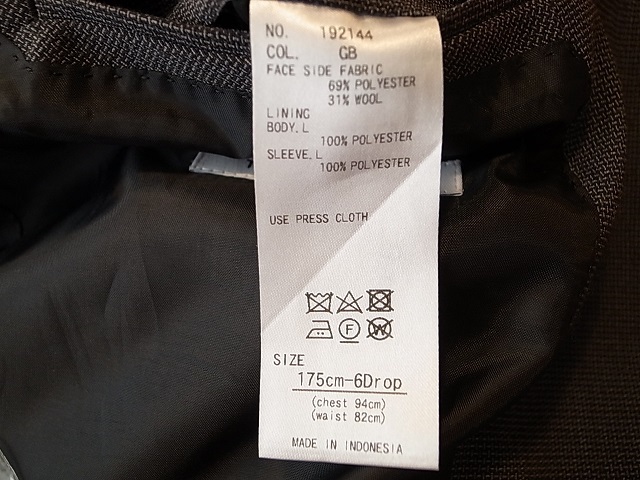 NO. 192144
COL. GB
FACE SIDE FABRIC
69% POLYESTER
31% WOOL
LINING
BODY.L
100% POLYESTER
SLEEVE.L
100% POLYESTER
USE PRESS CLOTH
F W
SIZE
175cm-6Drop
(chest 94cm)
(waist 82cm)
MADE IN INDONESIA